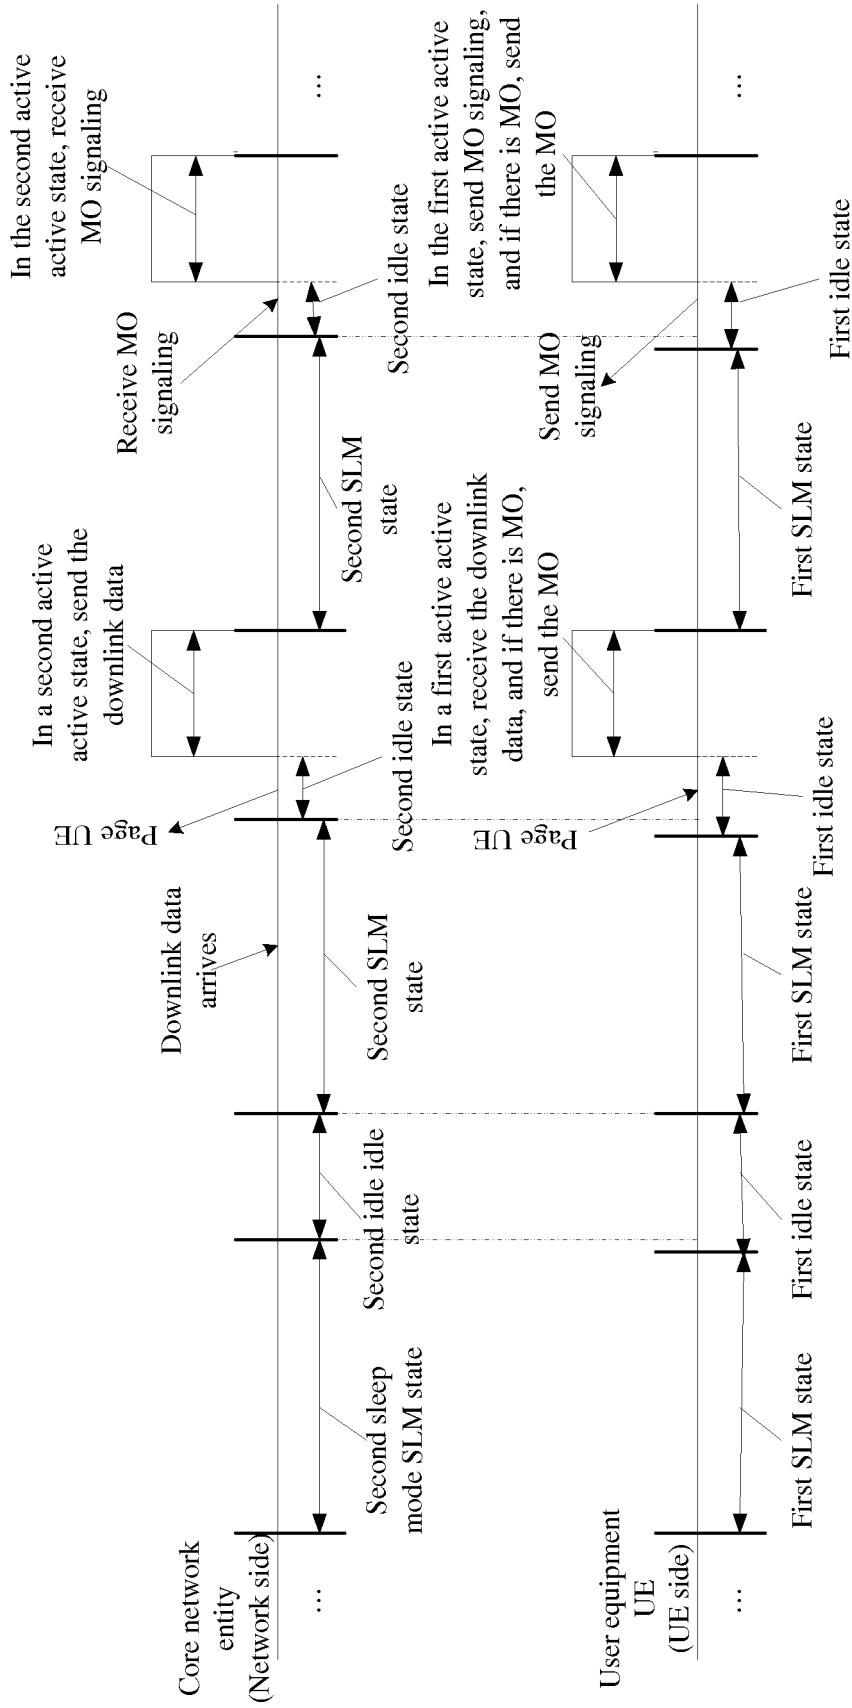 Core network
entity
(Network side)
…
Second sleep
mode SLM state
Second idle idle
state
Second SLM
state
Downlink data
arrives
Page UE
Second idle state
In a second active
active state, send the
downlink data
Second SLM
state
Receive MO
signaling
Second idle state
In the second active
active state, receive
MO signaling
…
User equipment
UE
(UE side)
…
First SLM state
First idle state
First SLM state
Page UE
First idle state
In a first active active
state, receive the downlink
data, and if there is MO,
send the MO
First SLM state
Send MO
signaling
First idle state
In the first active active
state, send MO signaling,
and if there is MO, send
the MO
…